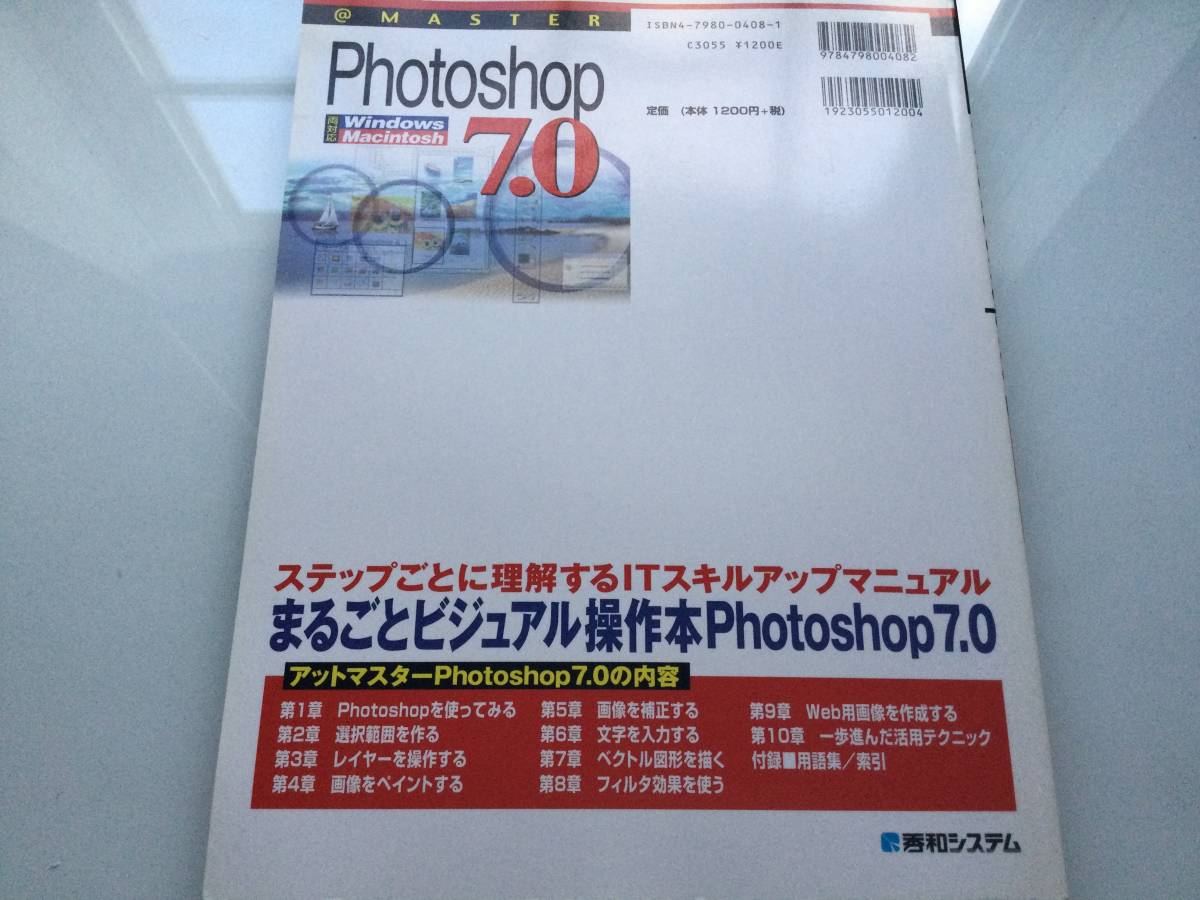 @MASTER
Photoshop
両対応
Windows
Macintosh
7.0
ISBN4-7980-0408-1
C3055 ¥1200E
定価 (本体 1200円+税)
9784798004082
1923055012004
ステップごとに理解するITスキルアップマニュアル
まるごとビジュアル操作本Photoshop7.0
アットマスターPhotoshop7.0の内容
第1章 Photoshopを使ってみる
第2章 選択範囲を作る
第3章 レイヤーを操作する
第4章 画像をペイントする
第5章 画像を補正する
第6章 文字を入力する
第7章 ベクトル図形を描く
第8章 フィルタ効果を使う
第9章 Web用画像を作成する
第10章 一歩進んだ活用テクニック
付録■用語集/索引
秀和システム